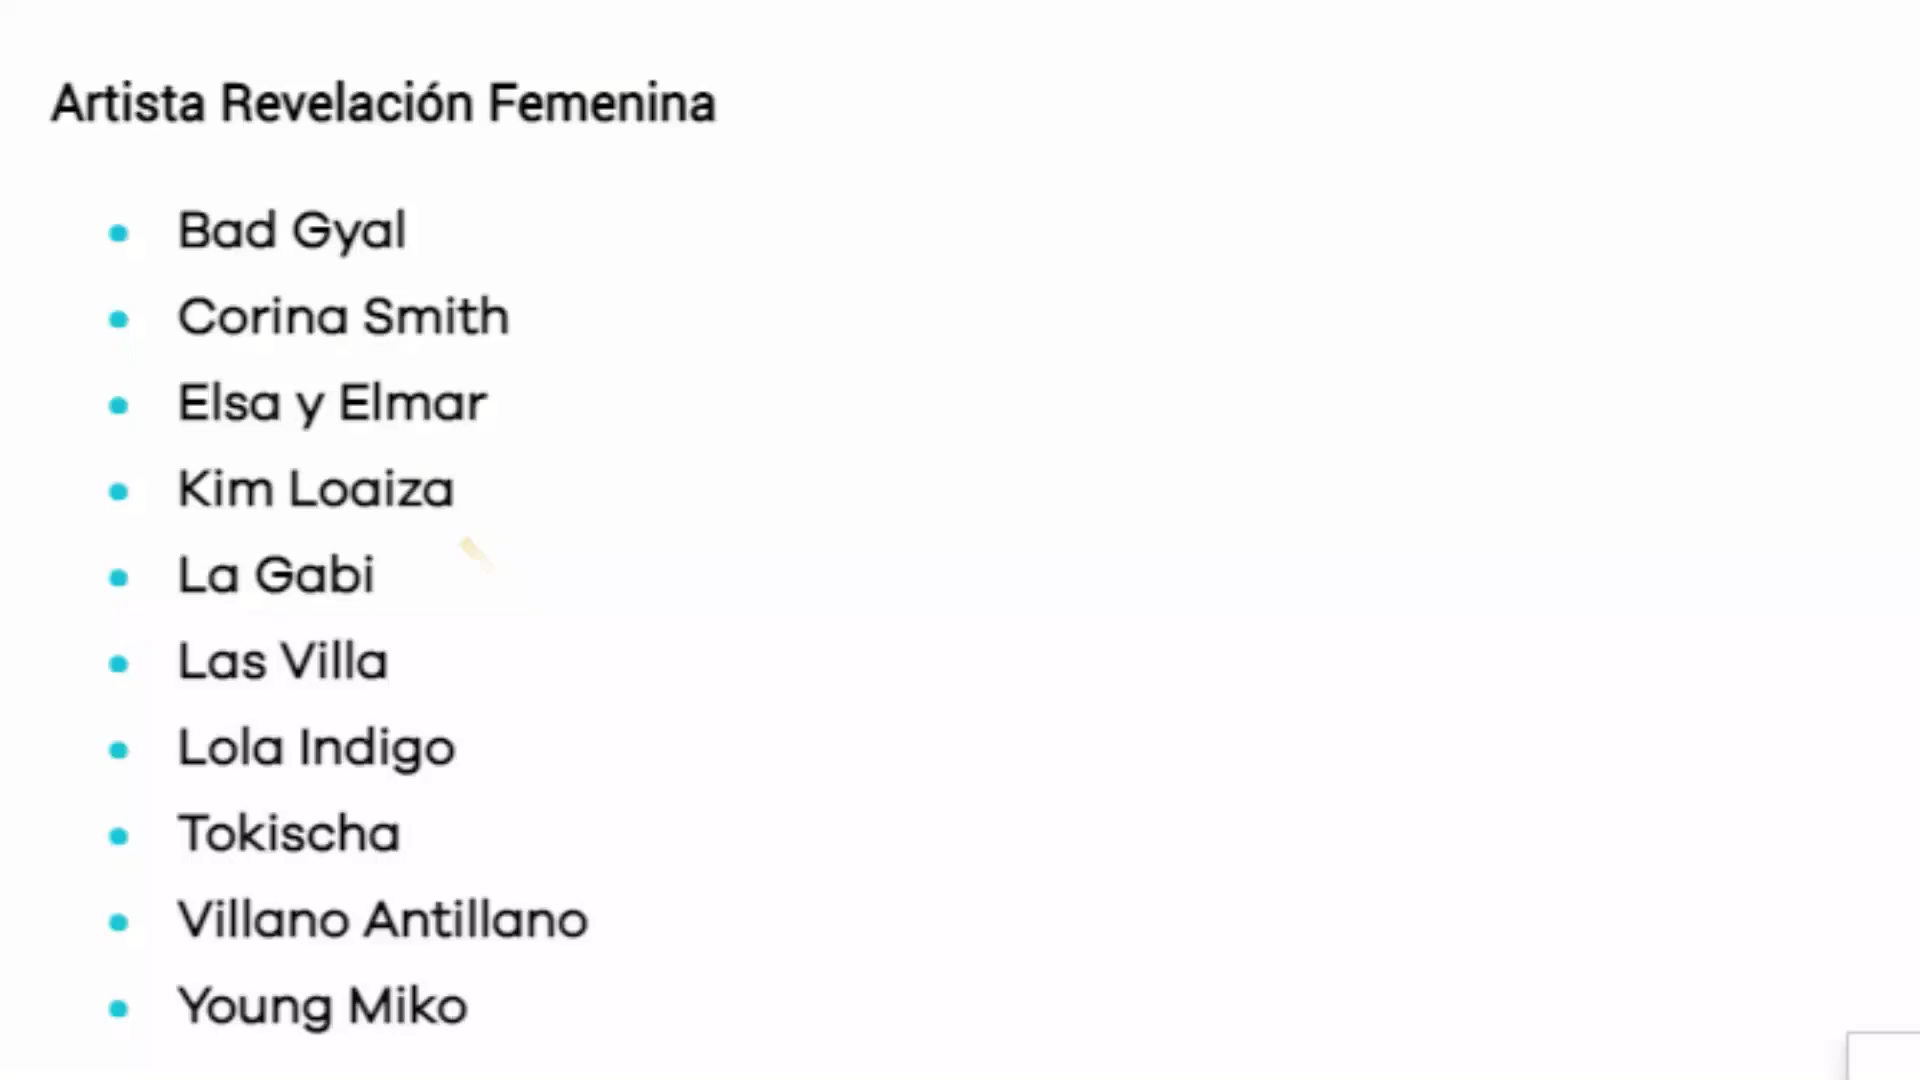 Artista Revelación Femenina
Bad Gyal
Corina Smith
Elsa y Elmar
Kim Loaiza
La Gabi
Las Villa
Lola Indigo
Tokischa
Villano Antillano
Young Miko